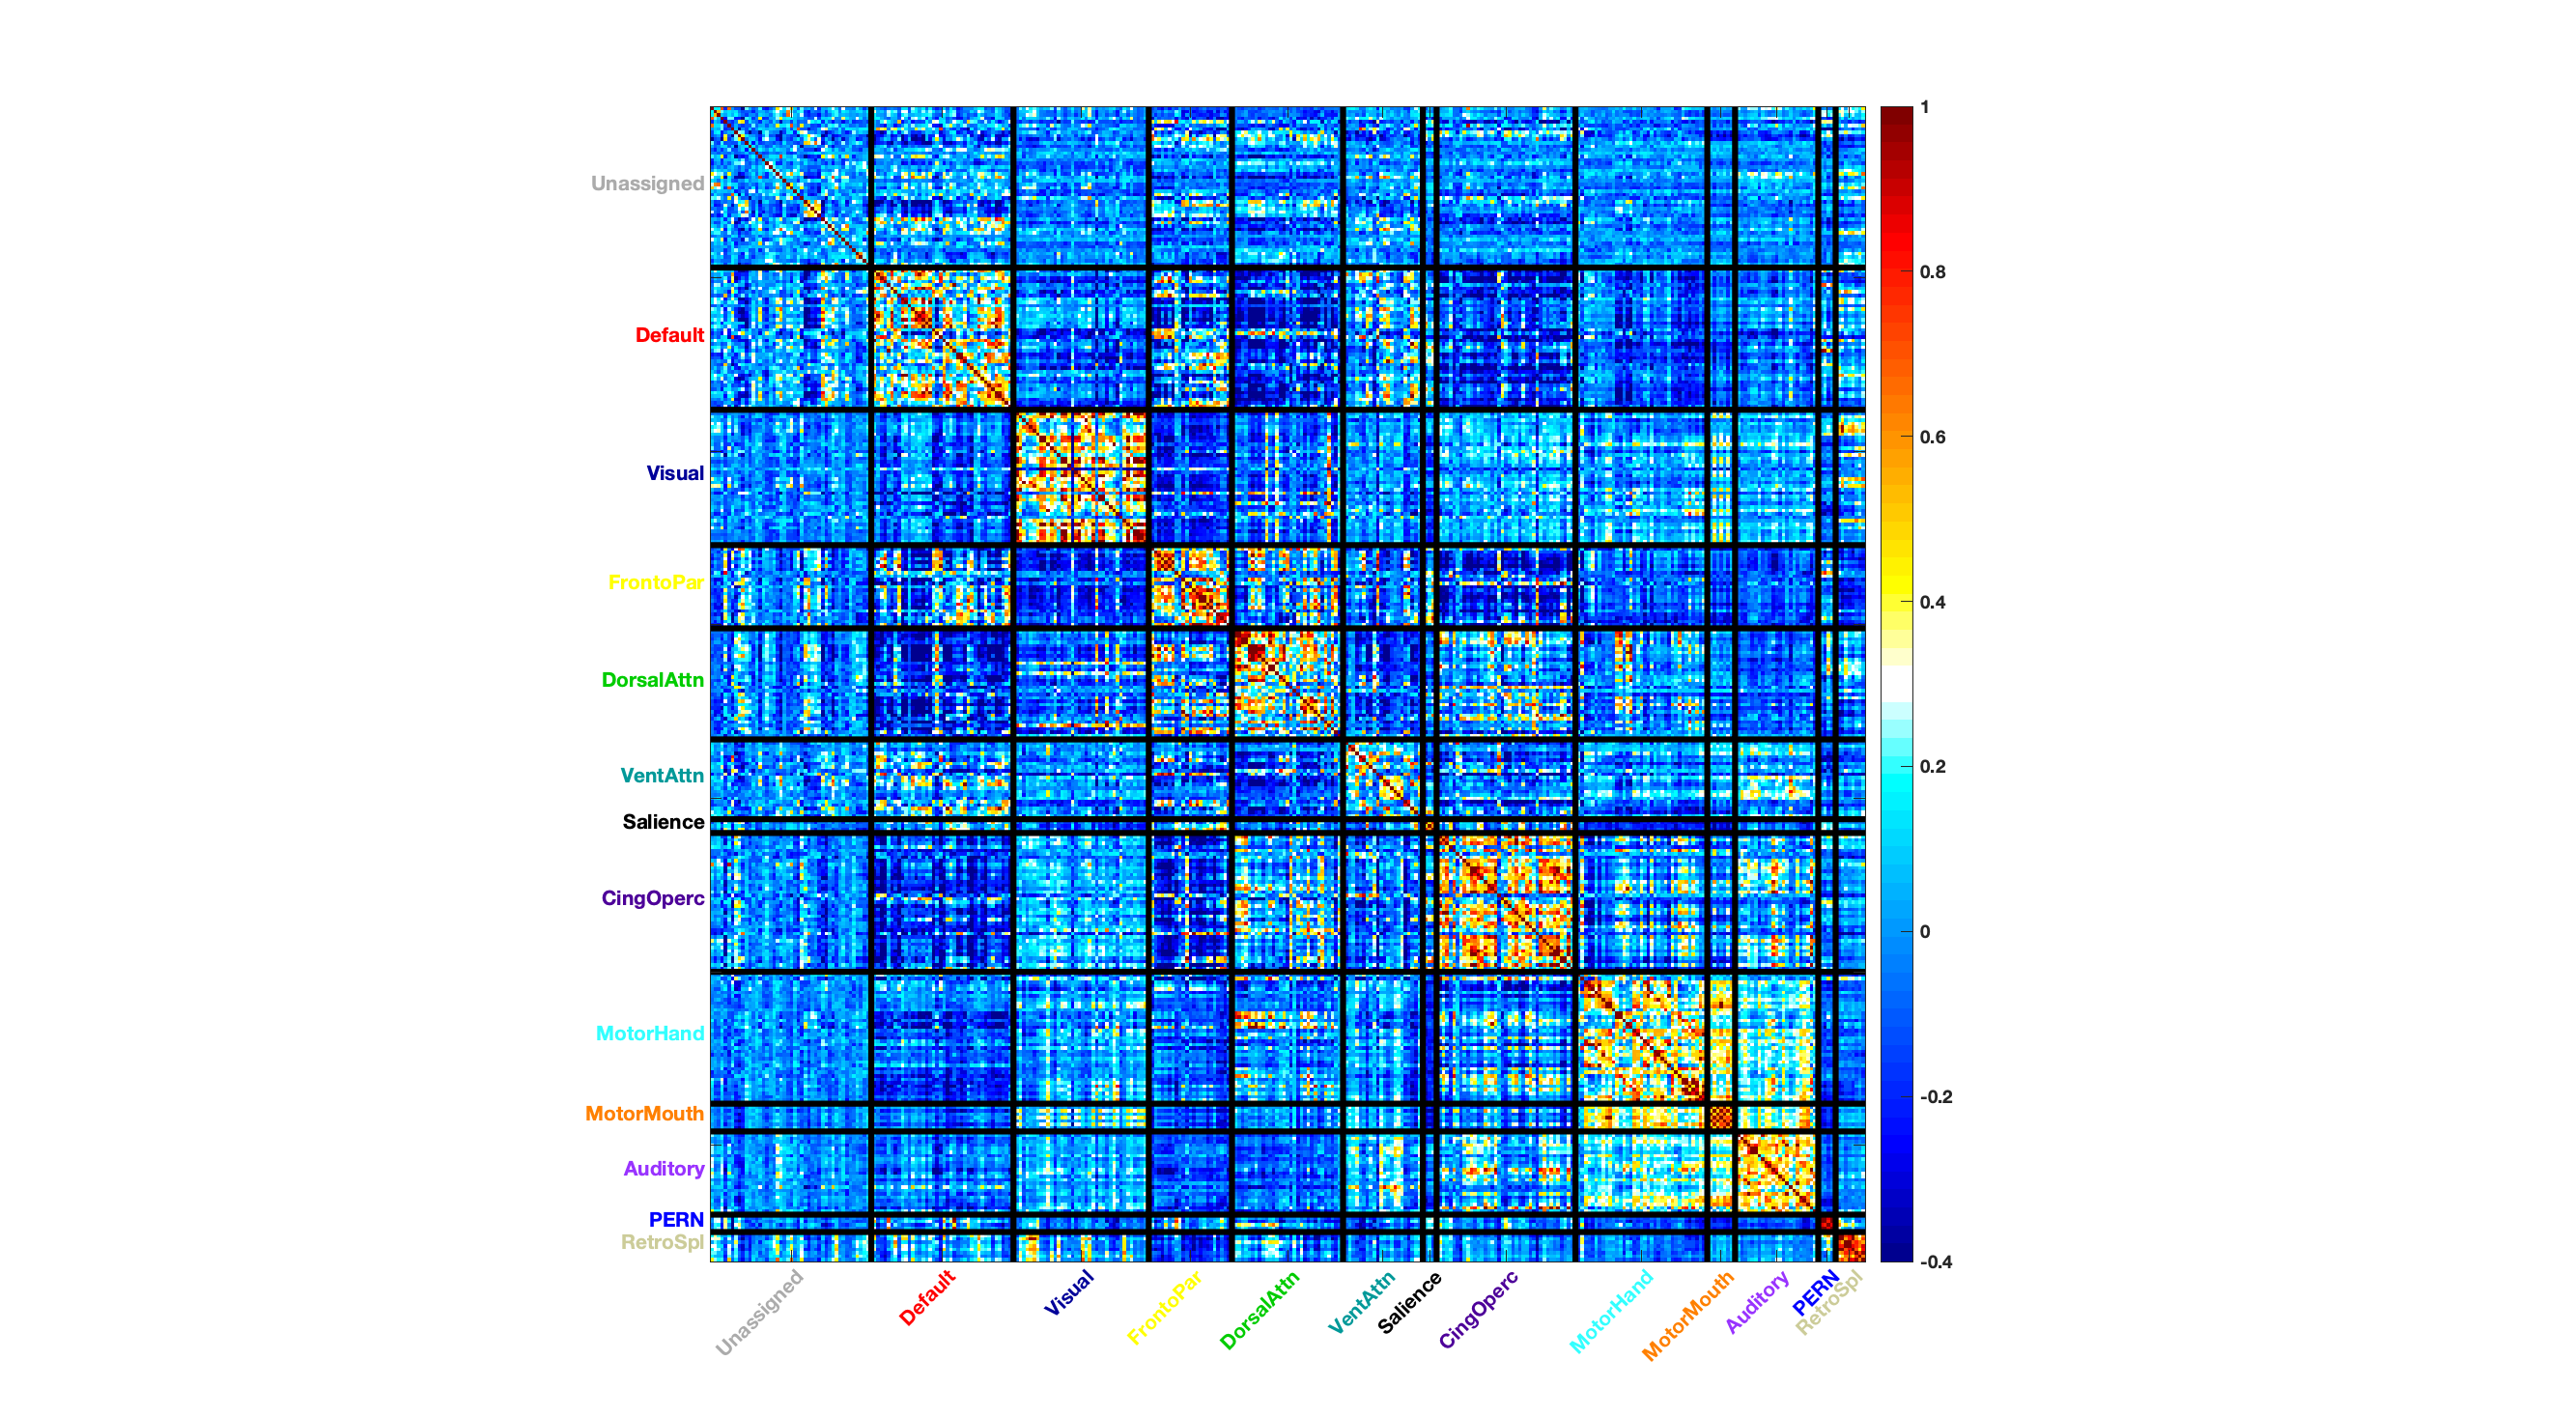 Unassigned
Default
Visual
FrontoPar
DorsalAttn
VentAttn
Salience
CingOperc
MotorHand
MotorMouth
Auditory
PERN
RetroSpl
Unassigned
Default
Visual
FrontoPar
DorsalAttn
VentAttn
Salience
CingOperc
MotorHand
MotorMouth
Auditory
PERN
RetroSpl
1
0.8
0.6
0.4
0.2
0
-0.2
-0.4